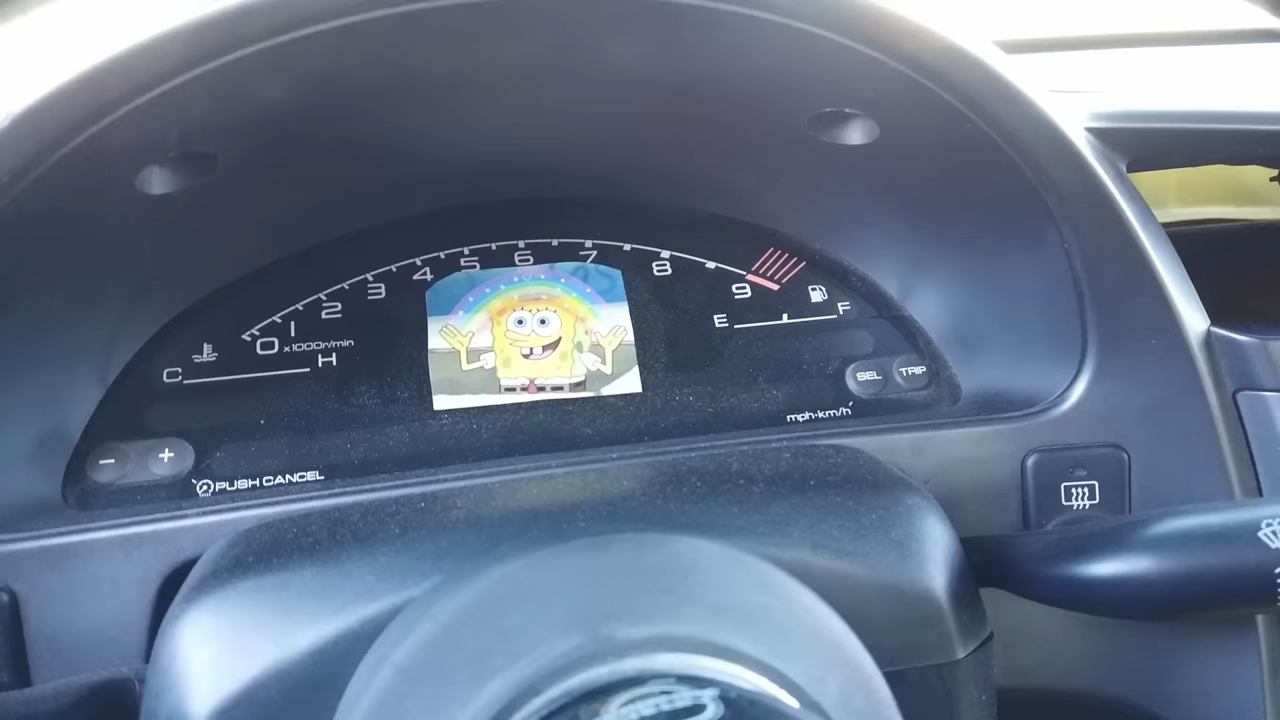 0 1 2 3 4 5 6 7 8 9
x1000r/min
C H
E F
SEL TRIP
mph·km/h
- +
PUSH CANCEL